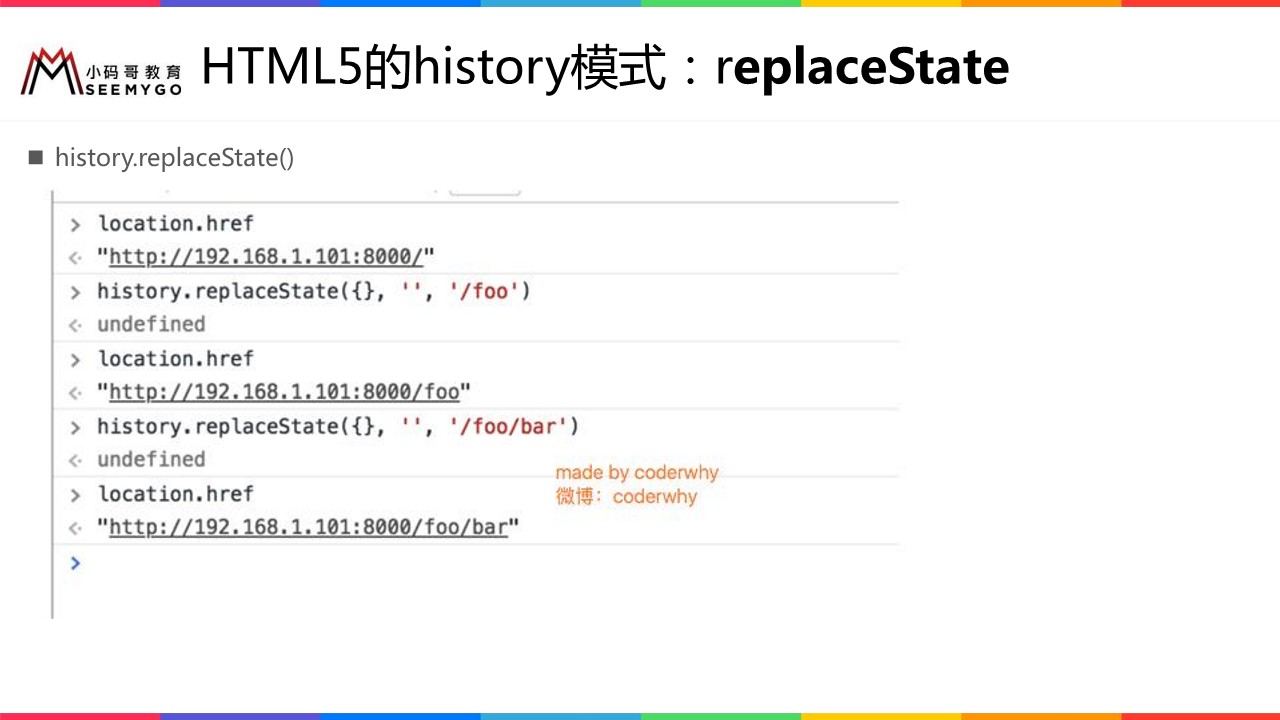 小码哥教育
SEEMYGO
HTML5的history模式：replaceState
history.replaceState()
> location.href
< "http://192.168.1.101:8000/"
> history.replaceState({}, '', '/foo')
< undefined
> location.href
< "http://192.168.1.101:8000/foo"
> history.replaceState({}, '', '/foo/bar')
< undefined
> location.href
< "http://192.168.1.101:8000/foo/bar"
>
made by coderwhy
微博：coderwhy